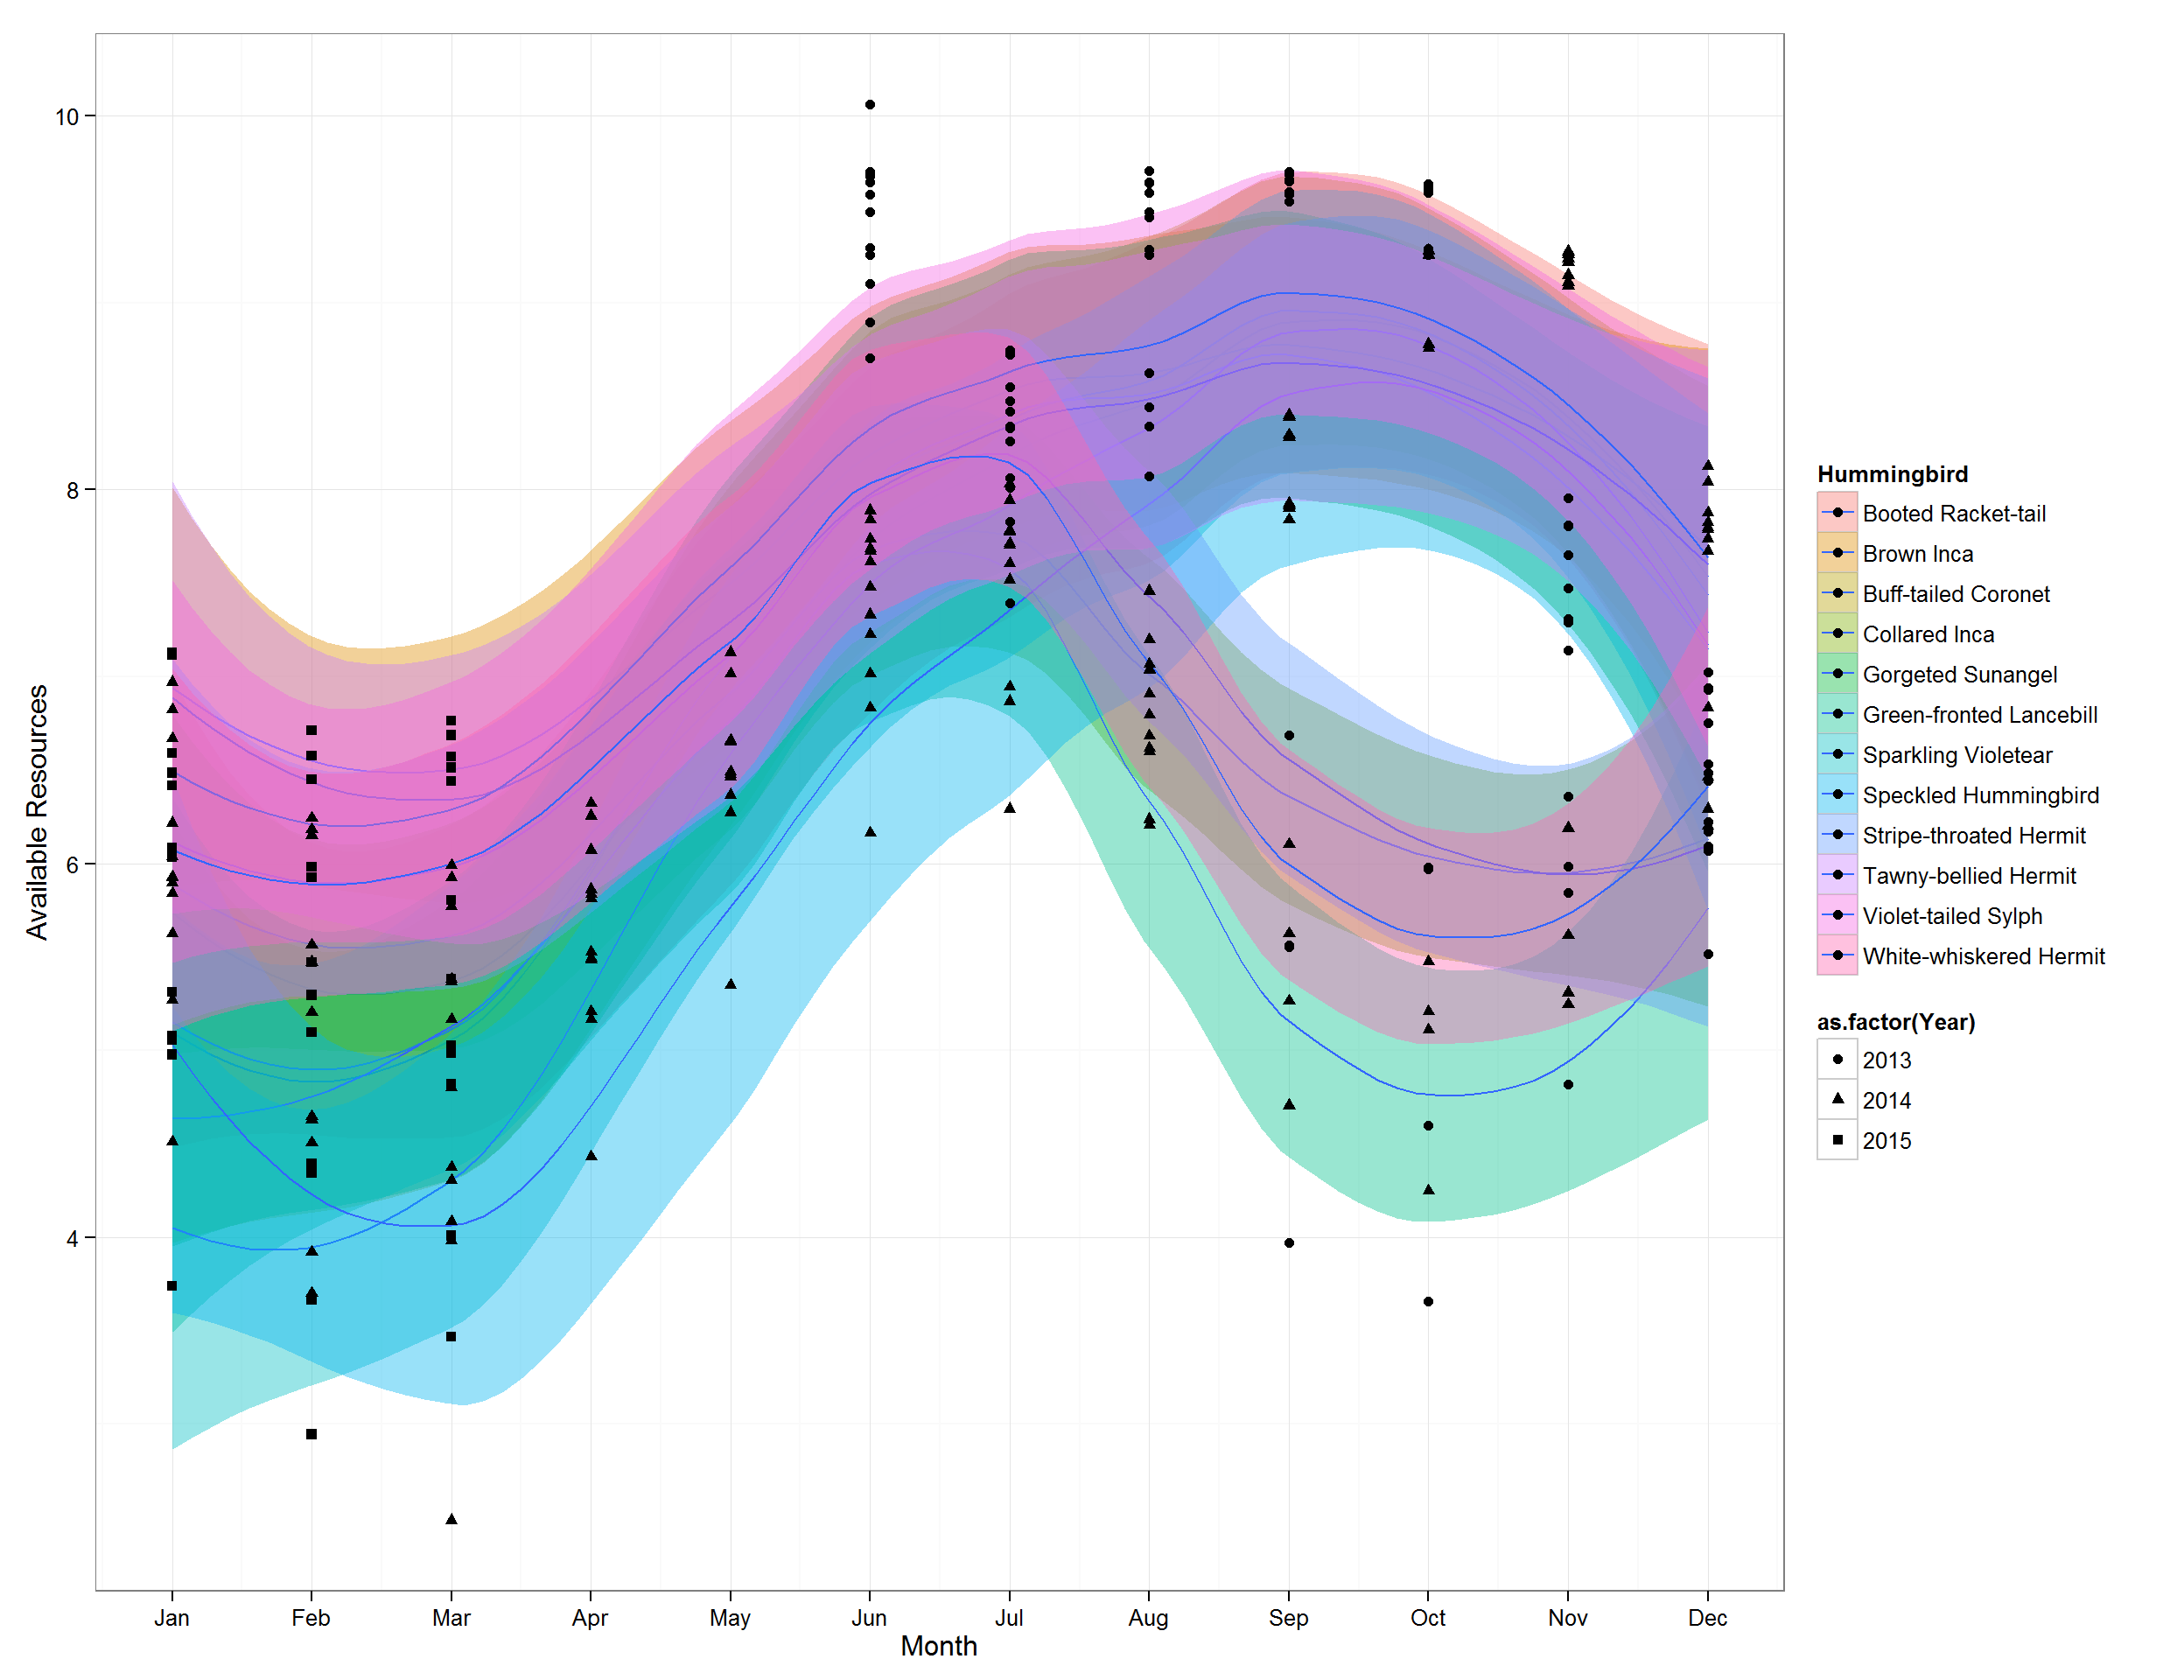 10
8
6
4
Available Resources
Jan Feb Mar Apr May Jun Jul Aug Sep Oct Nov Dec
Month
Hummingbird
Booted Racket-tail
Brown Inca
Buff-tailed Coronet
Collared Inca
Gorgeted Sunangel
Green-fronted Lancebill
Sparkling Violetear
Speckled Hummingbird
Stripe-throated Hermit
Tawny-bellied Hermit
Violet-tailed Sylph
White-whiskered Hermit
as.factor(Year)
2013
2014
2015